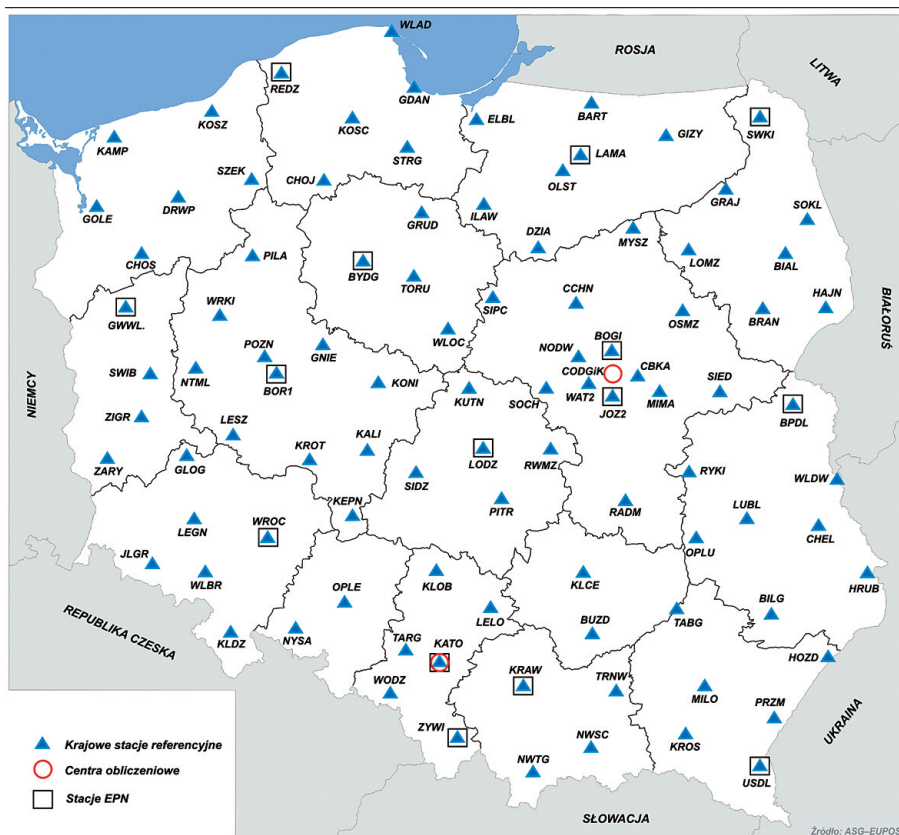 WLAD
ROSJA
LITWA
REDZ
GDAN
KOSZ
KOSC
ELBL
BART
GIZY
SWKI
KAMP
STRG
LAMA
SZEK
CHOJ
OLST
GRAJ
GOLE
DRWP
GRUD
ILAW
SOKL
DZIA
MYSZ
CHOS
PILA
BYDG
TORU
LOMZ
BIAL
GWWL.
WRKI
SIPC
CCHN
OSMZ
BRAN
HAJN
BIAŁORUŚ
POZN
GNIE
WLOC
NODW
BOGI
NIEMCY
SWIB
NTML
BOR1
KONI
KUTN
SOCH
CODGiK
WAT2
CBKA
JOZ2
MIMA
SIED
BPDL
ZIGR
LESZ
KROT
KALI
LODZ
RWMZ
ZARY
GLOG
SIDZ
RYKI
WLDW
KEPN
PITR
RADM
LUBL
LEGN
WROC
OPLU
CHEL
JLGR
WLBR
OPLE
KLOB
KLCE
HRUB
BILG
REPUBLIKA CZESKA
KLDZ
NYSA
LELO
BUZD
TABG
TARG
KATO
HOZD
WODZ
KRAW
TRNW
MILO
PRZM
UKRAINA
ZYWI
NWSC
KROS
NWTG
USDL
SŁOWACJA
Krajowe stacje referencyjne
Centra obliczeniowe
Stacje EPN
Źródło: ASG–EUPOS